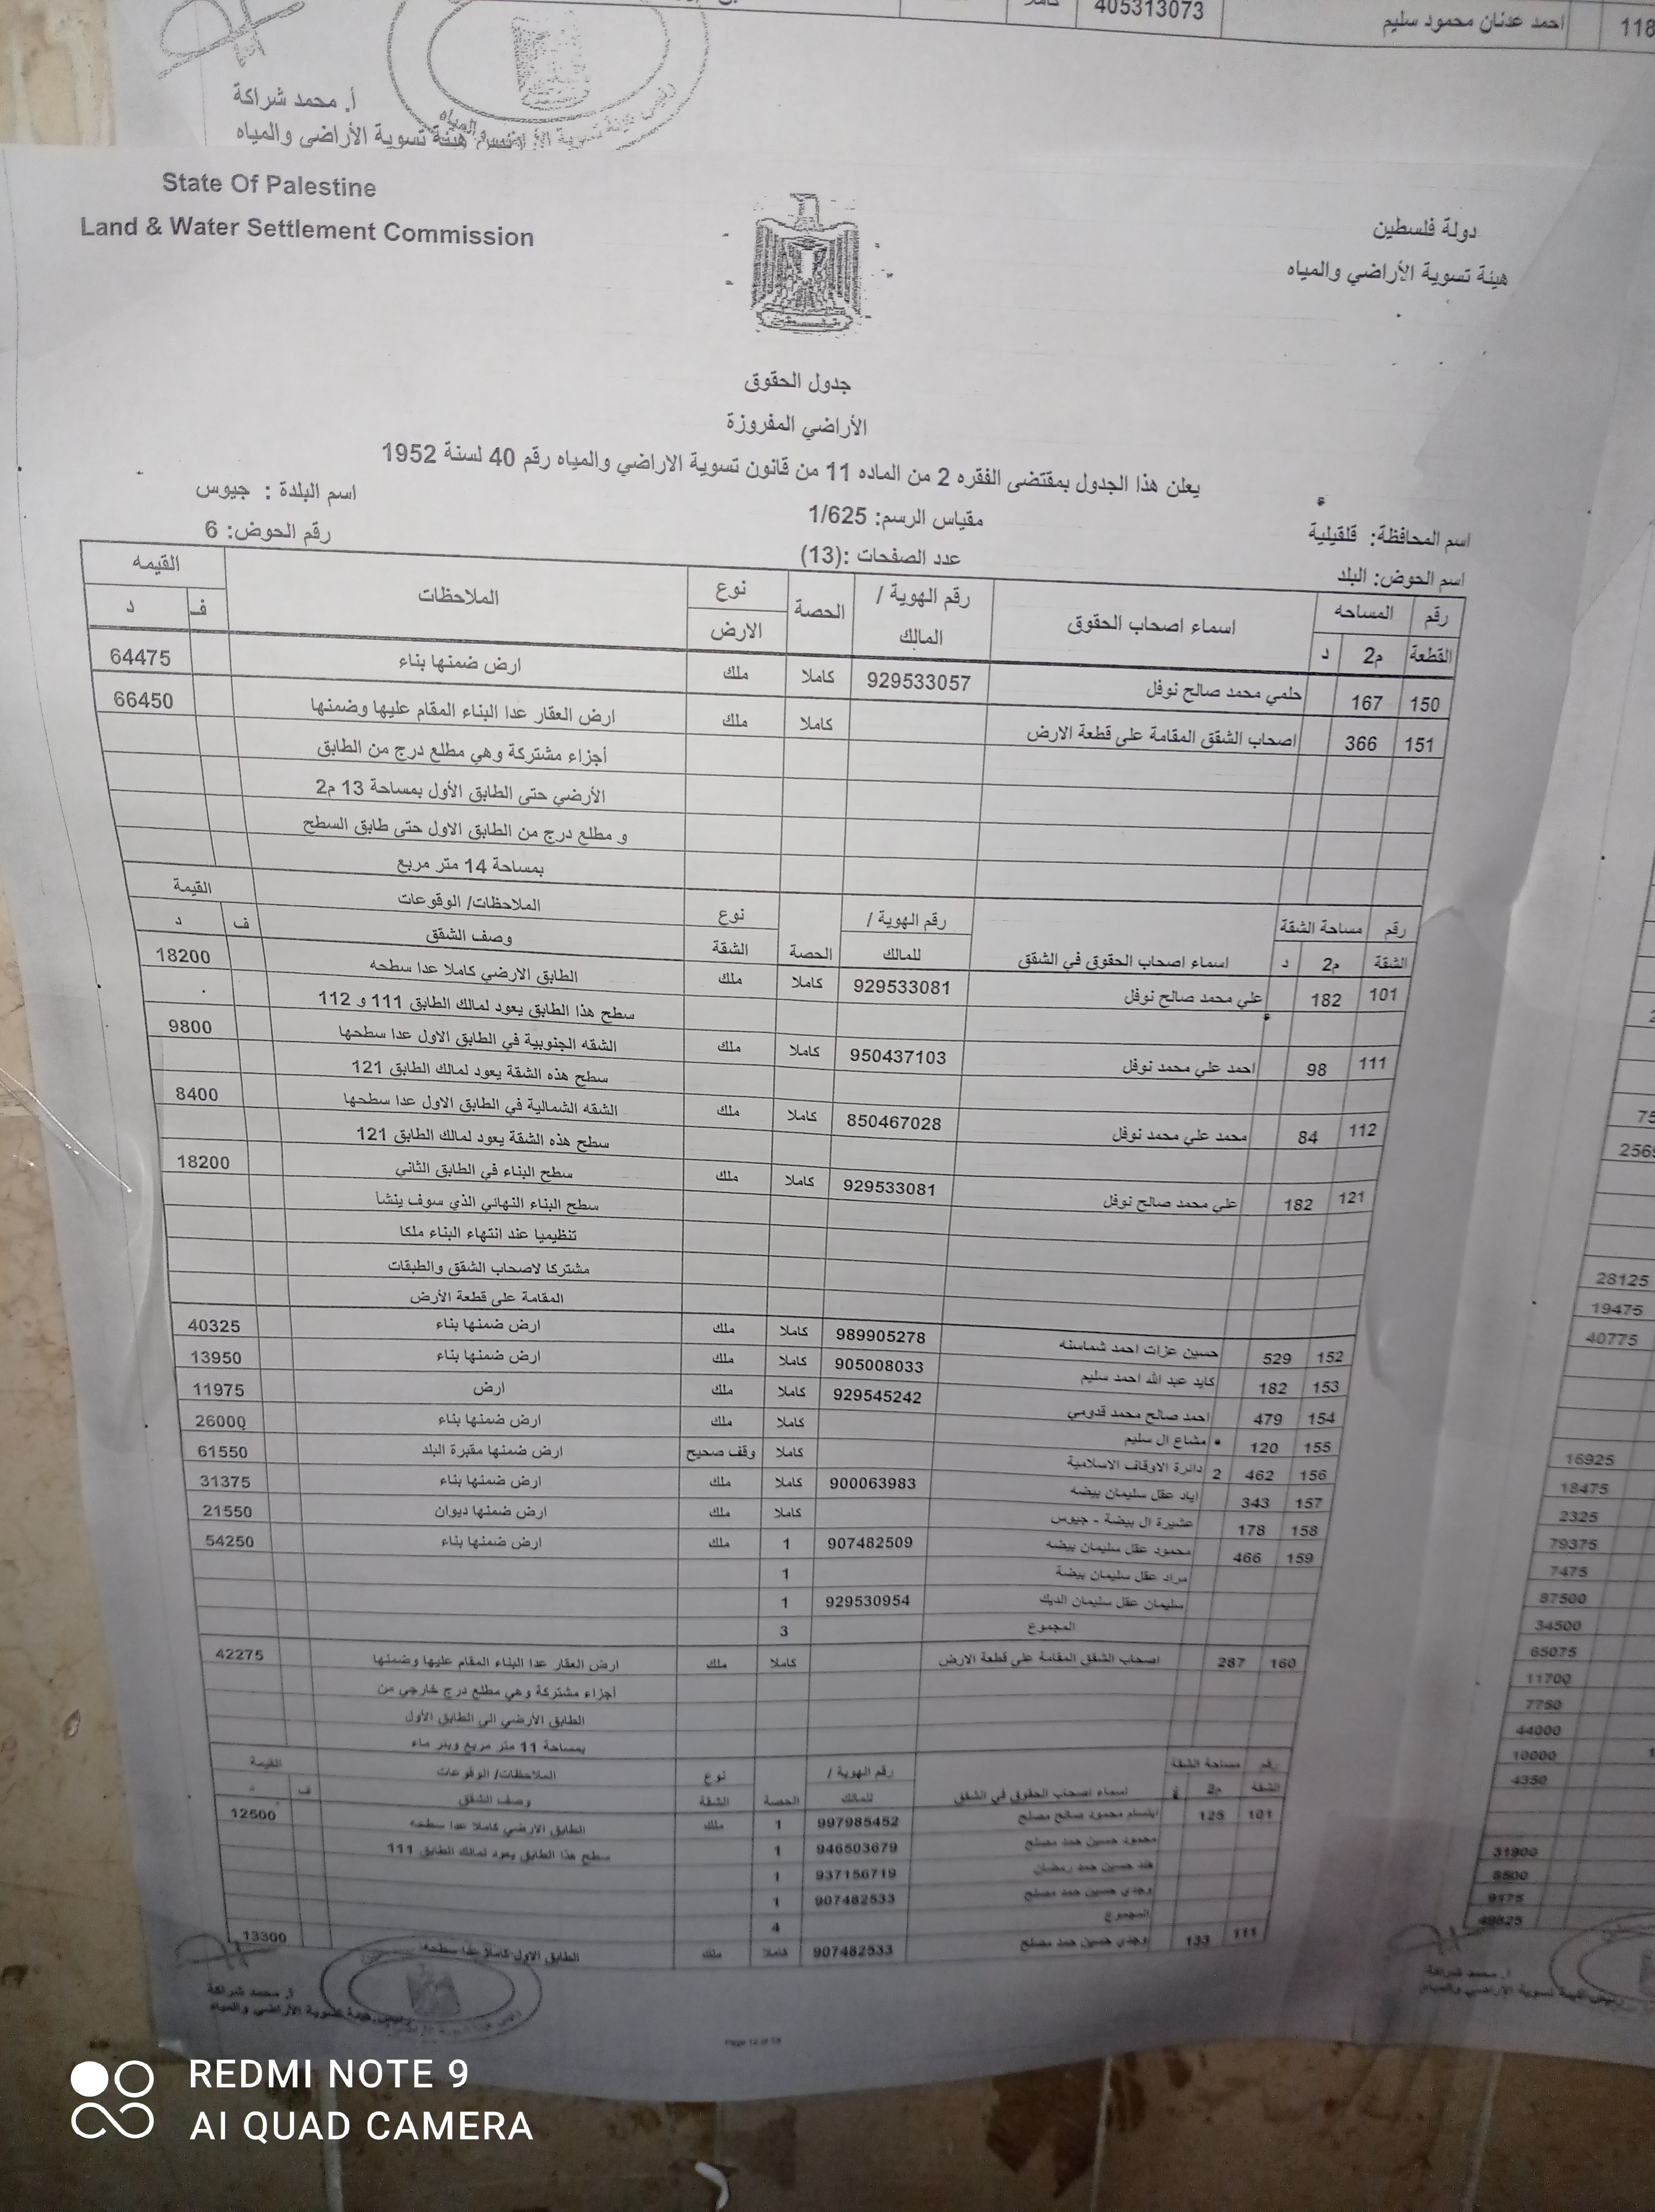 118 احمد عدنان محمود سليم 405313073 كاملا
أ. محمد شراكة
رئيس هيئة تسوية الأراضي والمياه
State Of Palestine
Land & Water Settlement Commission
دولة فلسطين
هيئة تسوية الأراضي والمياه
جدول الحقوق
الأراضي المفروزة
يعلن هذا الجدول بمقتضى الفقره 2 من الماده 11 من قانون تسوية الاراضي والمياه رقم 40 لسنة 1952
اسم المحافظة: قلقيلية مقياس الرسم: 1/625 اسم البلدة : جيوس
اسم الحوض: البلد عدد الصفحات :(13) رقم الحوض: 6
رقم القطعة المساحه م2 د اسماء اصحاب الحقوق رقم الهوية / المالك الحصة نوع الارض الملاحظات القيمه ف د
150 167 حلمي محمد صالح نوفل 929533057 كاملا ملك ارض ضمنها بناء 64475
151 366 اصحاب الشقق المقامة على قطعة الارض كاملا ملك ارض العقار عدا البناء المقام عليها وضمنها 66450
أجزاء مشتركة وهي مطلع درج من الطابق
الأرضي حتى الطابق الأول بمساحة 13 م2
و مطلع درج من الطابق الاول حتى طابق السطح
بمساحة 14 متر مربع
رقم الشقة مساحة الشقة م2 د اسماء اصحاب الحقوق في الشقق رقم الهوية / للمالك الحصة نوع الشقة الملاحظات/ الوقوعات وصف الشقق القيمة ف د
101 182 علي محمد صالح نوفل 929533081 كاملا ملك الطابق الارضي كاملا عدا سطحه 18200
سطح هذا الطابق يعود لمالك الطابق 111 و 112
111 98 احمد علي محمد نوفل 950437103 كاملا ملك الشقه الجنوبية في الطابق الاول عدا سطحها 9800
سطح هذه الشقة يعود لمالك الطابق 121
112 84 محمد علي محمد نوفل 850467028 كاملا ملك الشقه الشمالية في الطابق الاول عدا سطحها 8400
سطح هذه الشقة يعود لمالك الطابق 121
121 182 علي محمد صالح نوفل 929533081 كاملا ملك سطح البناء في الطابق الثاني 18200
سطح البناء النهائي الذي سوف ينشأ
تنظيميا عند انتهاء البناء ملكا
مشتركا لاصحاب الشقق والطبقات
المقامة على قطعة الأرض
152 529 حسين عزات احمد شماسنه 989905278 كاملا ملك ارض ضمنها بناء 40325
153 182 كايد عبد الله احمد سليم 905008033 كاملا ملك ارض ضمنها بناء 13950
154 479 احمد صالح محمد قدومي 929545242 كاملا ملك ارض 11975
155 120 مشاع ال سليم كاملا ملك ارض ضمنها بناء 26000
156 462 2 دائرة الاوقاف الاسلامية كاملا وقف صحيح ارض ضمنها مقبرة البلد 61550
157 343 اياد عقل سليمان بيضه 900063983 كاملا ملك ارض ضمنها بناء 31375
158 178 عشيرة ال بيضة - جيوس كاملا ملك ارض ضمنها ديوان 21550
159 466 محمود عقل سليمان بيضه 907482509 1 ملك ارض ضمنها بناء 54250
مراد عقل سليمان بيضة 1
سليمان عقل سليمان الديك 929530954 1
المجموع 3
160 287 اصحاب الشقق المقامة على قطعة الارض كاملا ملك ارض العقار عدا البناء المقام عليها وضمنها 42275
أجزاء مشتركة وهي مطلع درج خارجي من
الطابق الأرضي الى الطابق الأول
بمساحة 11 متر مربع وبئر ماء
رقم الشقة مساحة الشقة م2 اسماء اصحاب الحقوق في الشقق رقم الهوية / للمالك الحصة نوع الشقة الملاحظات/ الوقوعات وصف الشقق القيمة ف د
101 125 ابتسام محمود صالح مصلح 997985452 1 ملك الطابق الارضي كاملا عدا سطحه 12500
محمود حسين حمد مصلح 946503679 1 سطح هذا الطابق يعود لمالك الطابق 111
هند حسين حمد رمضان 937156719 1
وجدي حسين حمد مصلح 907482533 1
المجموع 4
111 133 وجدي حسين حمد مصلح 907482533 كاملا ملك الطابق الاول كاملا عدا سطحه 13300
أ. محمد شراكة
رئيس هيئة تسوية الأراضي والمياه
Page 12 of 13
28125
19475
40775
16925
18475
2325
79375
7475
87500
34500
65075
11700
7750
44000
10000
4350
31900
8500
9175
49825
أ. محمد شراكة
رئيس هيئة تسوية الأراضي والمياه
REDMI NOTE 9
AI QUAD CAMERA